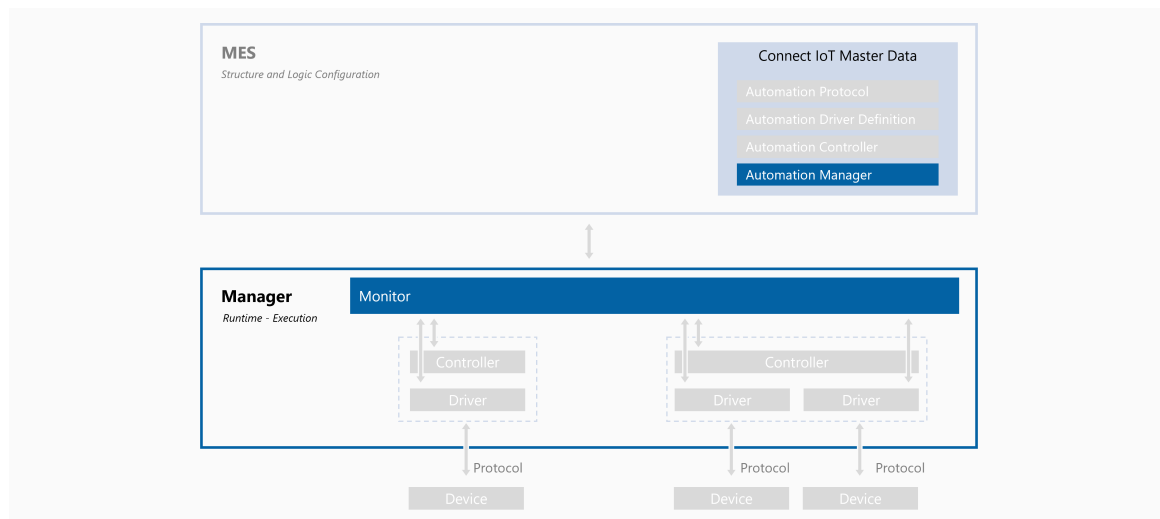 MES
Structure and Logic Configuration
Connect IoT Master Data
Automation Protocol
Automation Driver Definition
Automation Controller
Automation Manager
Manager
Runtime - Execution
Monitor
Controller
Controller
Driver
Driver
Driver
Protocol
Protocol
Protocol
Device
Device
Device